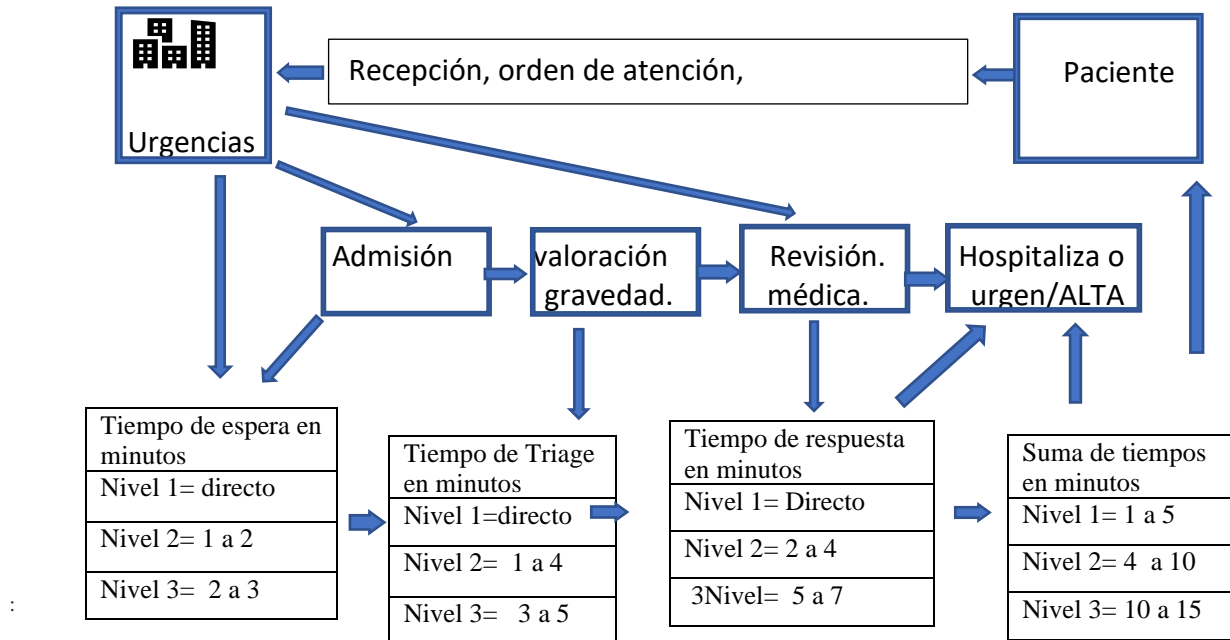 Urgencias
Recepción, orden de atención,
Paciente
Admisión
valoración
gravedad.
Revisión.
médica.
Hospitaliza o
urgen/ALTA
Tiempo de espera en
minutos
Nivel 1= directo
Nivel 2= 1 a 2
Nivel 3=  2 a 3
Tiempo de Triage
en minutos
Nivel 1=directo
Nivel 2=  1 a 4
Nivel 3=   3 a 5
Tiempo de respuesta
en minutos
Nivel 1= Directo
Nivel 2= 2 a 4
3Nivel=  5 a 7
Suma de tiempos
en minutos
Nivel 1= 1 a 5
Nivel 2= 4  a 10
Nivel 3= 10 a 15
: